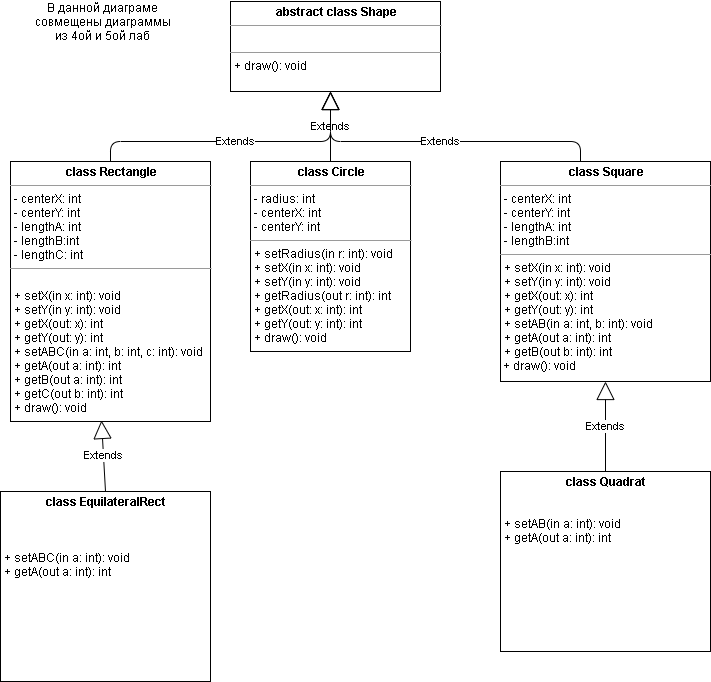 В данной диаграме
совмещены диаграммы
из 4ой и 5ой лаб
abstract class Shape
+ draw(): void
Extends
Extends
Extends
class Rectangle
- centerX: int
- centerY: int
- lengthA: int
- lengthB:int
- lengthC: int
+ setX(in x: int): void
+ setY(in y: int): void
+ getX(out: x): int
+ getY(out: y): int
+ setABC(in a: int, b: int, c: int): void
+ getA(out a: int): int
+ getB(out a: int): int
+ getC(out b: int): int
+ draw(): void
class Circle
- radius: int
- centerX: int
- centerY: int
+ setRadius(in r: int): void
+ setX(in x: int): void
+ setY(in y: int): void
+ getRadius(out r: int): int
+ getX(out: x: int): int
+ getY(out: y: int): int
+ draw(): void
class Square
- centerX: int
- centerY: int
- lengthA: int
- lengthB:int
+ setX(in x: int): void
+ setY(in y: int): void
+ getX(out: x): int
+ getY(out: y): int
+ setAB(in a: int, b: int): void
+ getA(out a: int): int
+ getB(out b: int): int
+ draw(): void
Extends
Extends
class EquilateralRect
+ setABC(in a: int): void
+ getA(out a: int): int
class Quadrat
+ setAB(in a: int): void
+ getA(out a: int): int